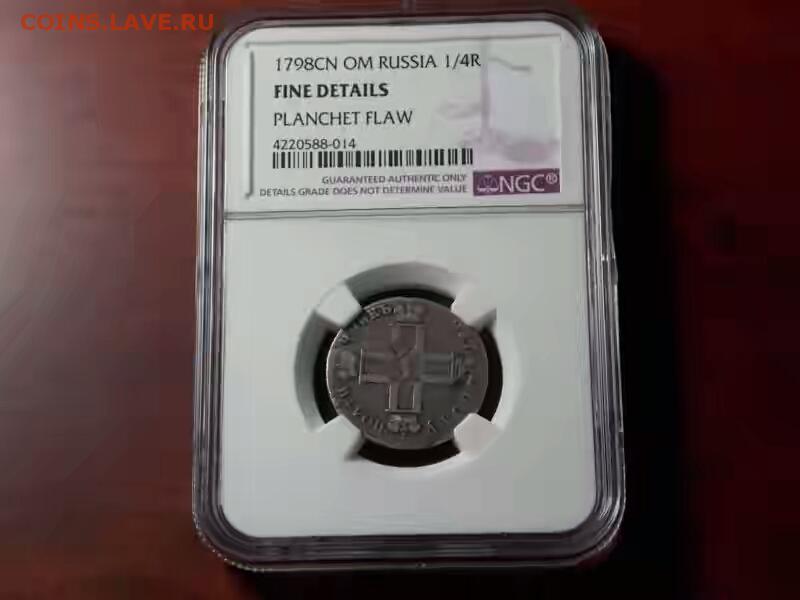 COINS.LAVE.RU
1798CN OM RUSSIA 1/4R
FINE DETAILS
PLANCHET FLAW
4220588-014
GUARANTEED AUTHENTIC ONLY
DETAILS GRADE DOES NOT DETERMINE VALUE
NGC®